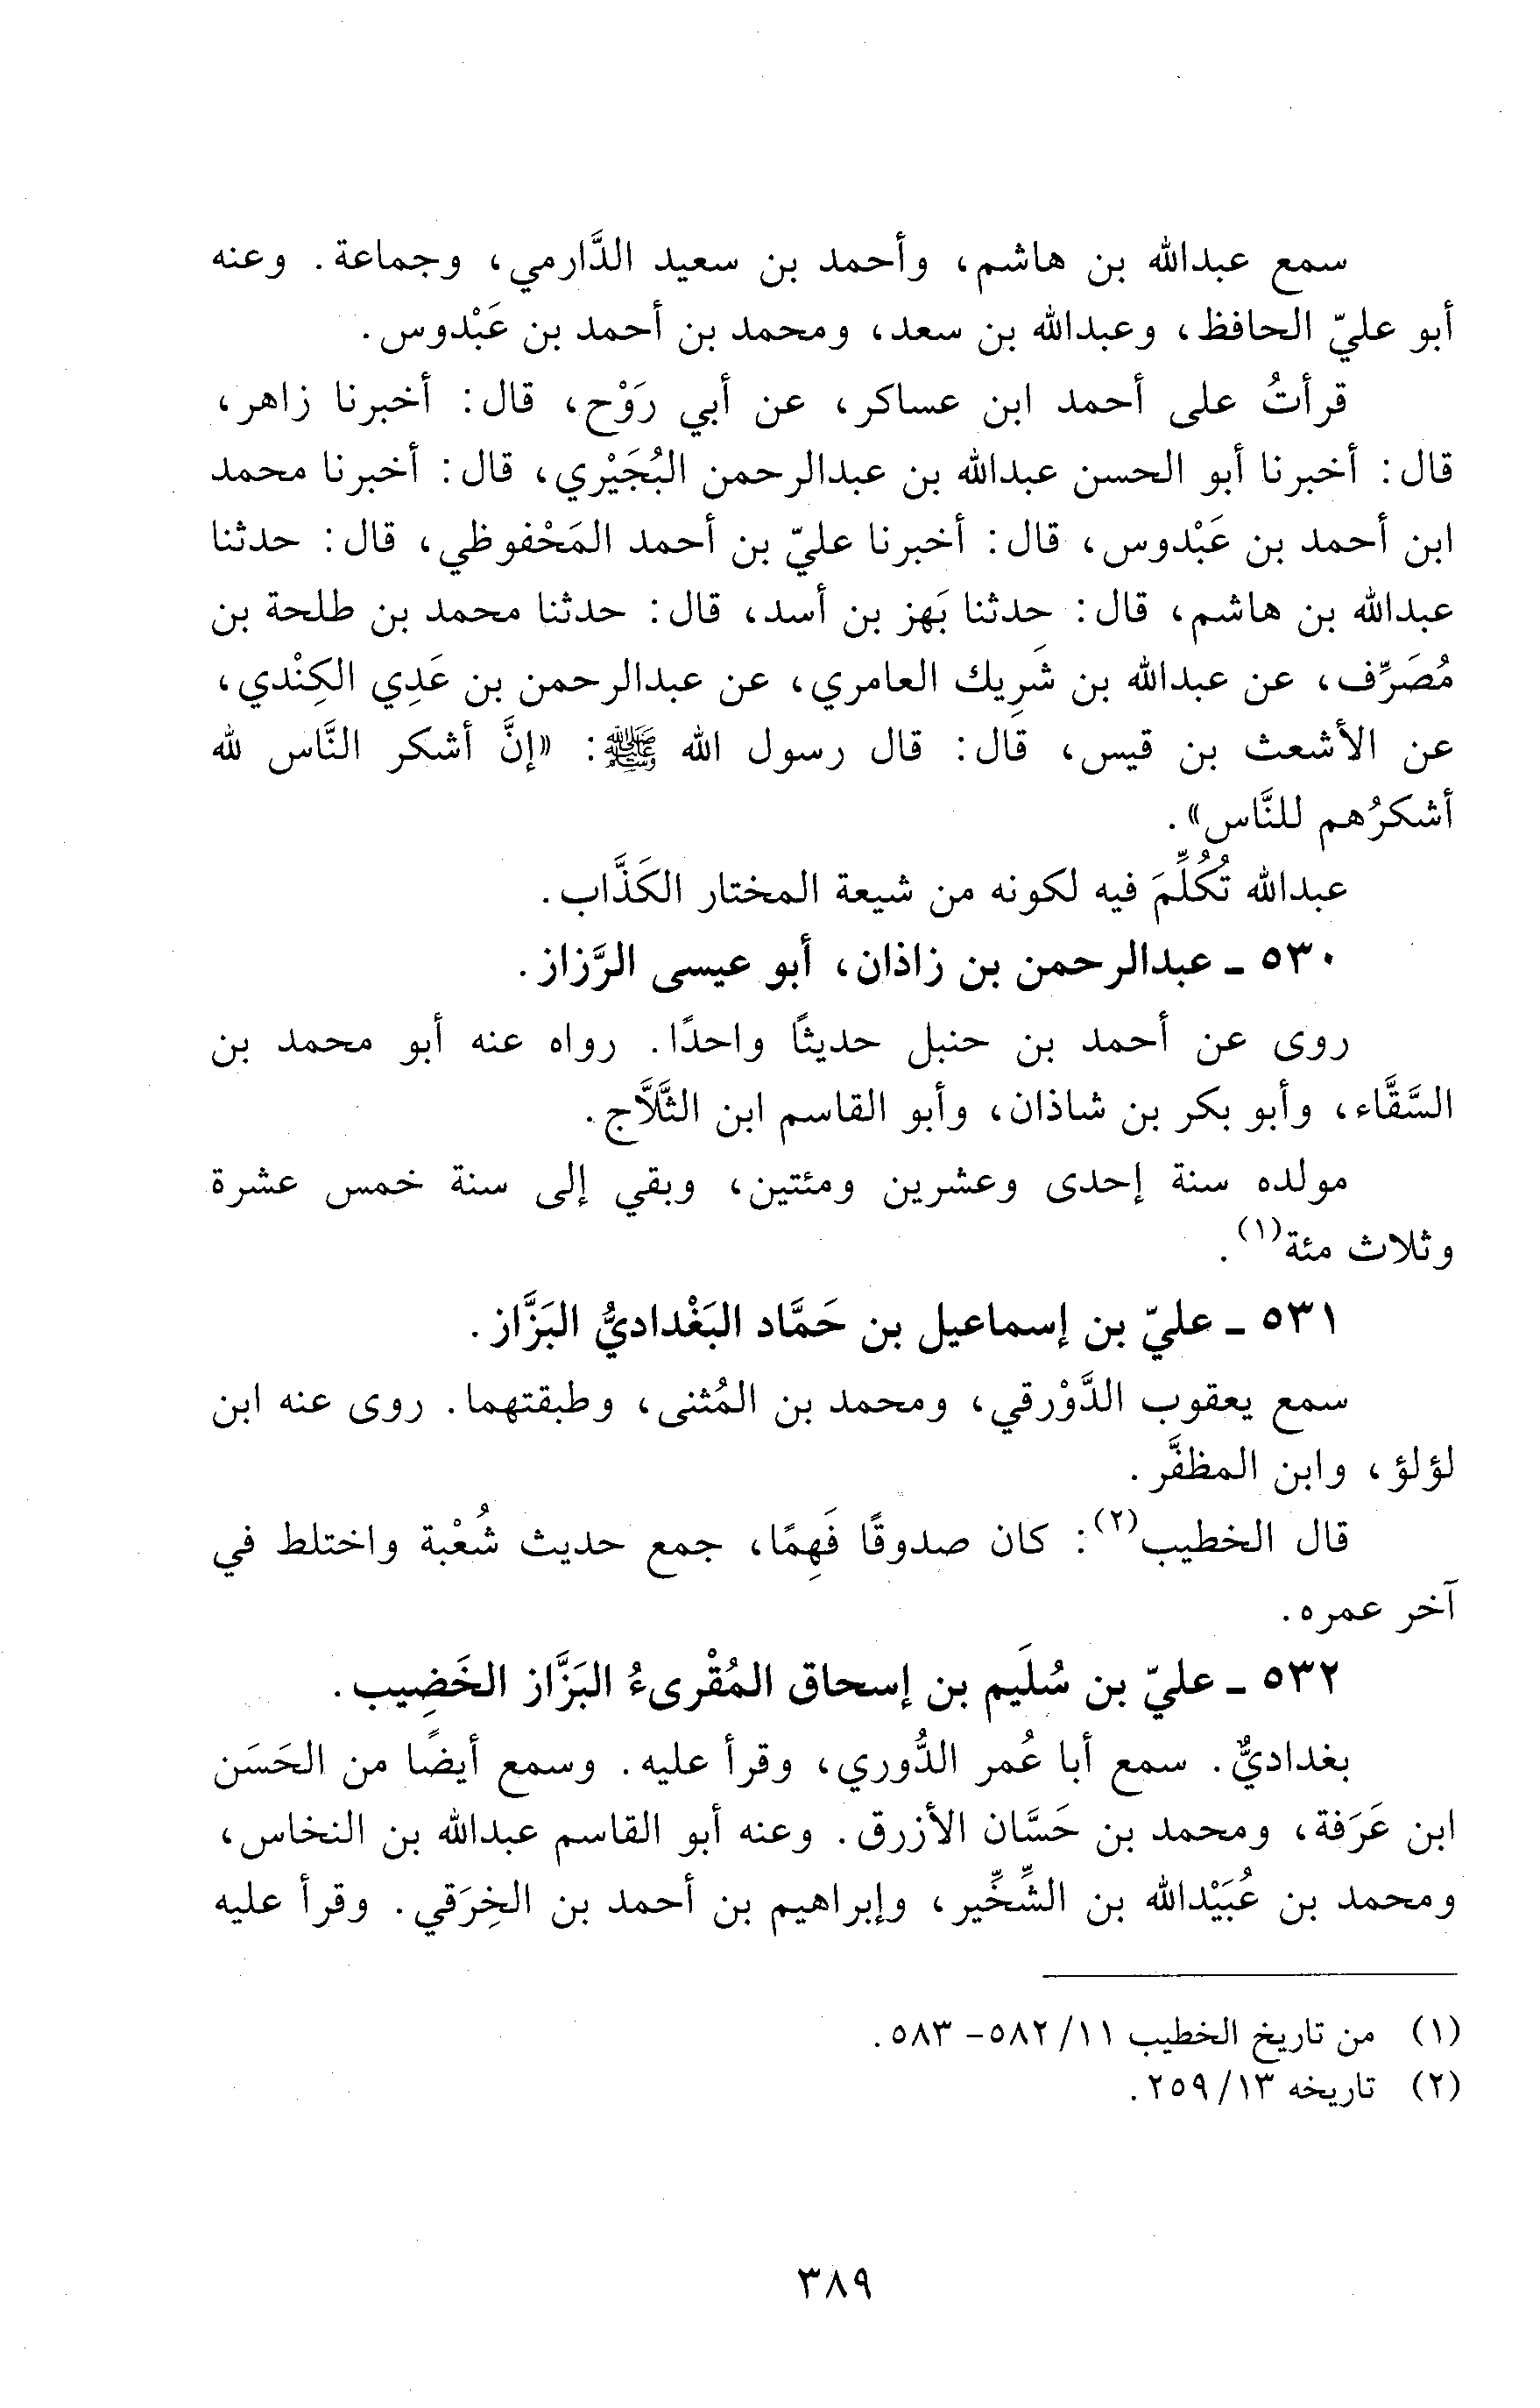 سمع عبدالله بن هاشم، وأحمد بن سعيد الدَّارمي، وجماعة. وعنه
أبو عليّ الحافظ، وعبدالله بن سعد، ومحمد بن أحمد بن عَبْدوس.
قرأتُ على أحمد ابن عساكر، عن أبي رَوْح، قال: أخبرنا زاهر،
قال: أخبرنا أبو الحسن عبدالله بن عبدالرحمن البُجَيْري، قال: أخبرنا محمد
ابن أحمد بن عَبْدوس، قال: أخبرنا عليّ بن أحمد المَحْفوظي، قال: حدثنا
عبدالله بن هاشم، قال: حدثنا بَهز بن أسد، قال: حدثنا محمد بن طلحة بن
مُصَرِّف، عن عبدالله بن شَرِيك العامري، عن عبدالرحمن بن عَدِي الكِنْدي،
عن الأشعث بن قيس، قال: قال رسول الله ﷺ: «إنَّ أشكر النَّاس لله
أشكرُهم للنَّاس».
عبدالله تُكُلِّمَ فيه لكونه من شيعة المختار الكَذَّاب.
٥٣٠ ـ عبدالرحمن بن زاذان، أبو عيسى الرَّزاز.
روى عن أحمد بن حنبل حديثًا واحدًا. رواه عنه أبو محمد بن
السَّقَّاء، وأبو بكر بن شاذان، وأبو القاسم ابن الثَّلَّاج.
مولده سنة إحدى وعشرين ومئتين، وبقي إلى سنة خمس عشرة
وثلاث مئة(١).
٥٣١ ـ عليّ بن إسماعيل بن حَمَّاد البَغْداديُّ البَزَّاز.
سمع يعقوب الدَّوْرقي، ومحمد بن المُثنى، وطبقتهما. روى عنه ابن
لؤلؤ، وابن المظفَّر.
قال الخطيب(٢): كان صدوقًا فَهِمًا، جمع حديث شُعْبة واختلط في
آخر عمره.
٥٣٢ ـ عليّ بن سُلَيم بن إسحاق المُقْرىءُ البَزَّاز الخَضِيب.
بغداديٌّ. سمع أبا عُمر الدُّوري، وقرأ عليه. وسمع أيضًا من الحَسَن
ابن عَرَفة، ومحمد بن حَسَّان الأزرق. وعنه أبو القاسم عبدالله بن النخاس،
ومحمد بن عُبَيْدالله بن الشِّخِّير، وإبراهيم بن أحمد بن الخِرَقي. وقرأ عليه
(١) من تاريخ الخطيب ١١/ ٥٨٢ - ٥٨٣.
(٢) تاريخه ١٣/ ٢٥٩.
٣٨٩